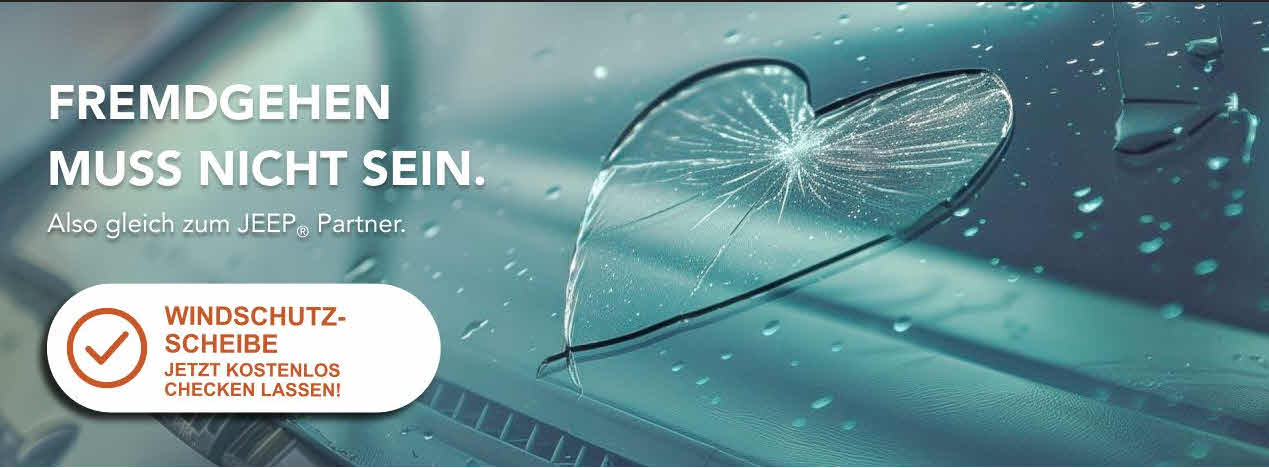 FREMDGEHEN
MUSS NICHT SEIN.
Also gleich zum JEEP® Partner.
WINDSCHUTZ-
SCHEIBE
JETZT KOSTENLOS
CHECKEN LASSEN!